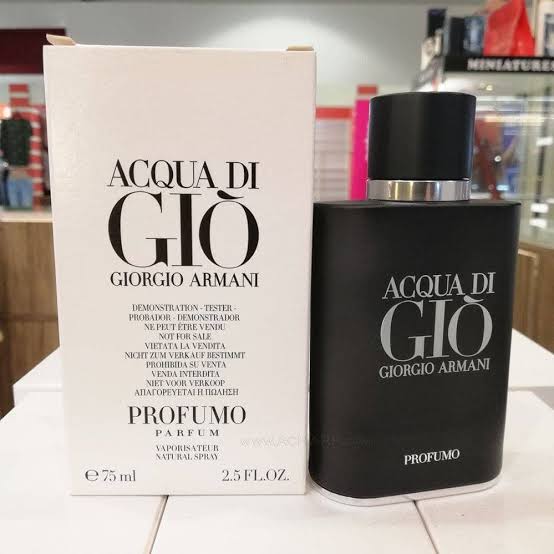 MINIATURES
ACQUA DI
GIÒ
GIORGIO ARMANI
DEMONSTRATION - TESTER -
PROBADOR - DEMONSTRADOR
NE PEUT ÊTRE VENDU
NOT FOR SALE
VIETATA LA VENDITA
NICHT ZUM VERKAUF BESTIMMT
PROHIBIDA SU VENTA
VENDA INTERDITA
NIET VOOR VERKOOP
ΑΠΑΓΟΡΕΥΕΤΑΙ Η ΠΩΛΗΣΗ
PROFUMO
PARFUM
VAPORISATEUR
NATURAL SPRAY
℮ 75 ml 2.5 FL.OZ.
ACQUA DI
GIÒ
GIORGIO ARMANI
PROFUMO